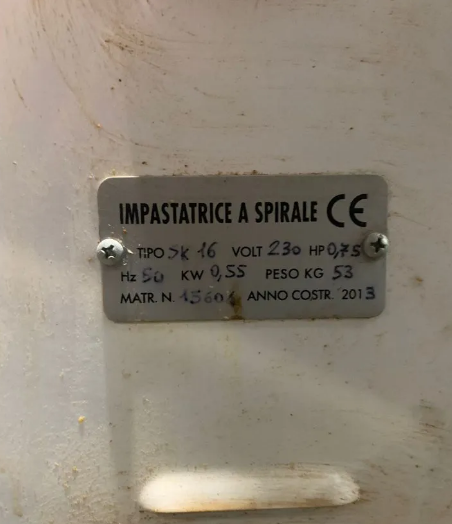 IMPASTATRICE A SPIRALE CE
TIPO SK 16 VOLT 230 HP 0,75
Hz 50 KW 0,55 PESO KG 53
MATR. N. ANNO COSTR. 2013